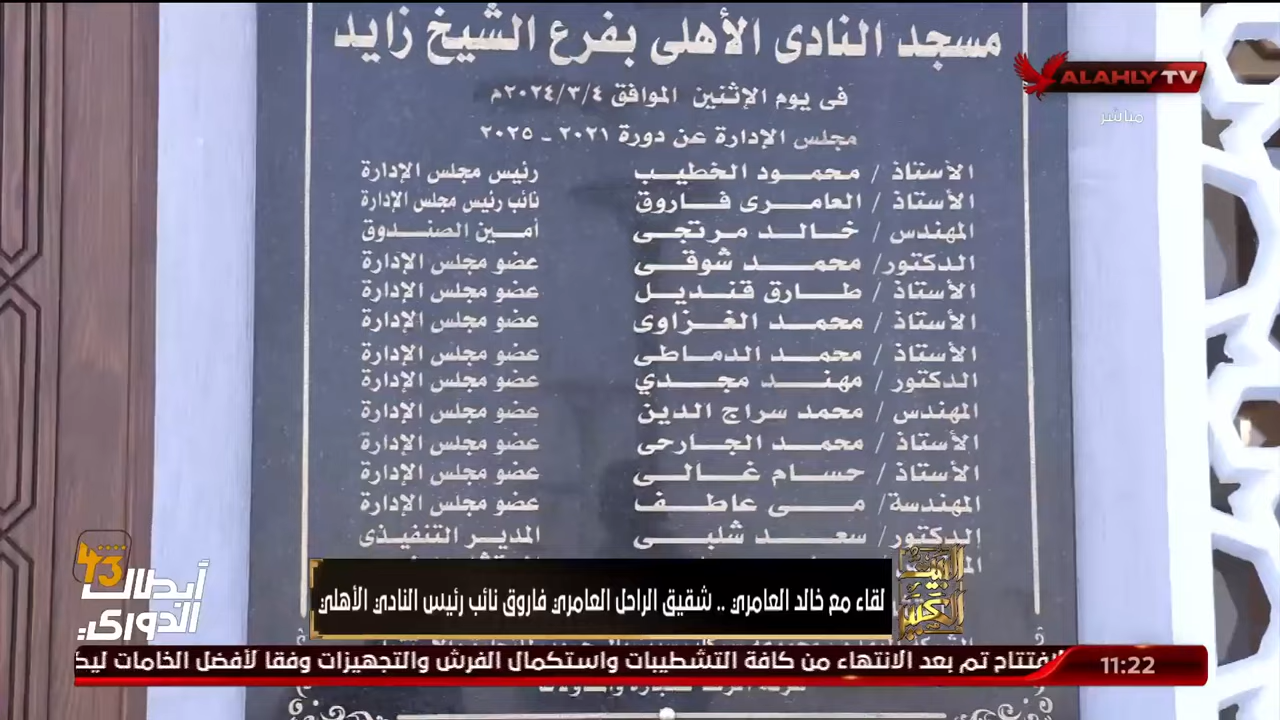 مسجد النادى الأهلى بفرع الشيخ زايد
فى يوم الإثنين الموافق ٢٠٢٤/٣/٤م
مجلس الإدارة عن دورة ٢٠٢١ - ٢٠٢٥
الأستاذ / محمود الخطيب رئيس مجلس الإدارة
الأستاذ / العامرى فاروق نائب رئيس مجلس الإدارة
المهندس / خالد مرتجى أمين الصندوق
الدكتور/ محمد شوقى عضو مجلس الإدارة
الأستاذ / طارق قنديل عضو مجلس الإدارة
الأستاذ / محمد الغزاوى عضو مجلس الإدارة
الأستاذ / محمد الدماطى عضو مجلس الإدارة
الدكتور / مهند مجدي عضو مجلس الإدارة
المهندس / محمد سراج الدين عضو مجلس الإدارة
الأستاذ / محمد الجارحى عضو مجلس الإدارة
الأستاذ / حسام غالى عضو مجلس الإدارة
المهندسة/ مى عاطف عضو مجلس الإدارة
الدكتور/ سعد شلبى المدير التنفيذى
ALAHLY TV
مباشر
البيت الكبير
لقاء مع خالد العامري .. شقيق الراحل العامري فاروق نائب رئيس النادي الأهلي
43
أبطال الدوري
الافتتاح تم بعد الانتهاء من كافة التشطيبات واستكمال الفرش والتجهيزات وفقا لأفضل الخامات
11:22